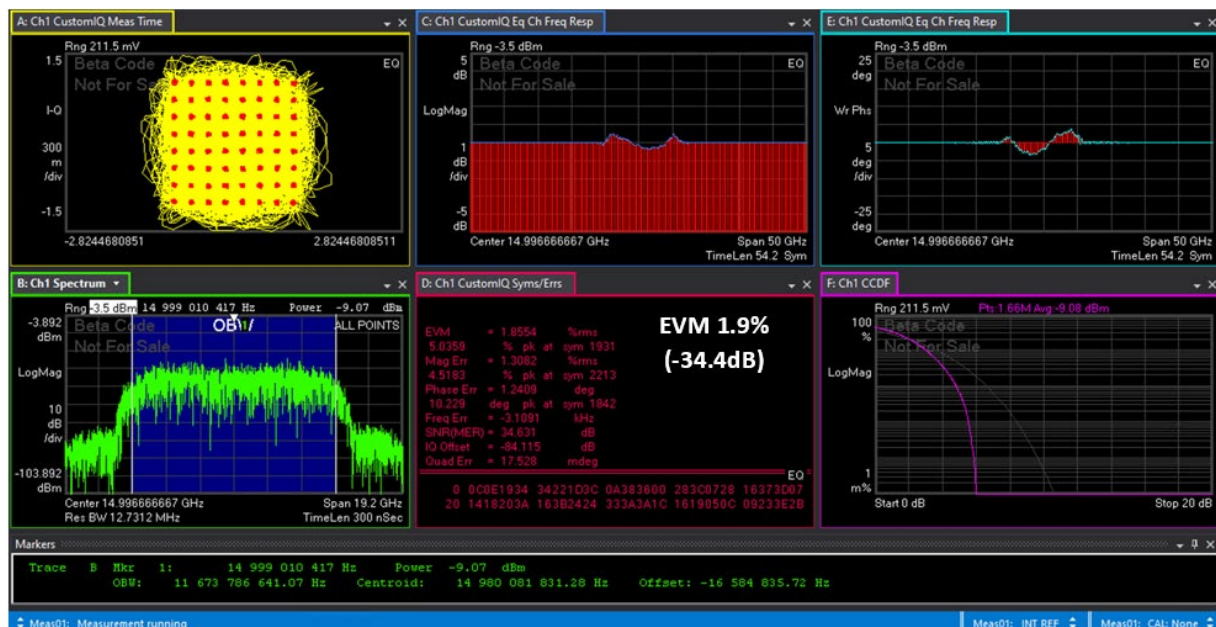 A: Ch1 CustomIQ Meas Time
Rng 211.5 mV
1.5
Beta Code
Not For Sale
EQ
I-Q
300
m
/div
-1.5
-2.8244680851
2.8244680851
C: Ch1 CustomIQ Eq Ch Freq Resp
Rng -3.5 dBm
5
dB
Beta Code
Not For Sale
EQ
LogMag
1
dB
/div
-5
dB
Center 14.996666667 GHz
Span 50 GHz
TimeLen 54.2 Sym
E: Ch1 CustomIQ Eq Ch Freq Resp
Rng -3.5 dBm
25
deg
Beta Code
Not For Sale
EQ
Wr Phs
5
deg
/div
-25
deg
Center 14.996666667 GHz
Span 50 GHz
TimeLen 54.2 Sym
B: Ch1 Spectrum
Rng -3.5 dBm 14 999 010 417 Hz Power -9.07 dBm
-3.892
dBm
Beta Code
Not For Sale
OBW
ALL POINTS
LogMag
10
dB
/div
-103.892
dBm
Center 14.996666667 GHz
Span 19.2 GHz
Res BW 12.7312 MHz
TimeLen 300 nSec
D: Ch1 CustomIQ Syms/Errs
EVM 1.9%
(-34.4dB)
EVM = 1.8554 %rms
5.0359 % pk at sym 1931
Mag Err = 1.3082 %rms
4.5183 % pk at sym 2213
Phase Err = 1.2409 deg
10.229 deg pk at sym 1842
Freq Err = -3.1091 kHz
SNR(MER) = 34.631 dB
IQ Offset = -84.115 dB
Quad Err = 17.528 mdeg
EQ
0 0C0E1934 34221D3C 0A383600 283C0728 16373D07
20 1418203A 163B2424 333A3A1C 1619050C 09233E2B
F: Ch1 CCDF
Rng 211.5 mV
Pts:1.66M Avg:-9.08 dBm
100
%
Beta Code
Not For Sale
LogMag
1
m%
Start 0 dB
Stop 20 dB
Markers
Trace B Mkr 1: 14 999 010 417 Hz Power -9.07 dBm
OBW: 11 673 786 641.07 Hz Centroid: 14 980 081 831.28 Hz Offset: -16 584 835.72 Hz
Meas01: Measurement running
Meas01: INT REF
Meas01: CAL: None